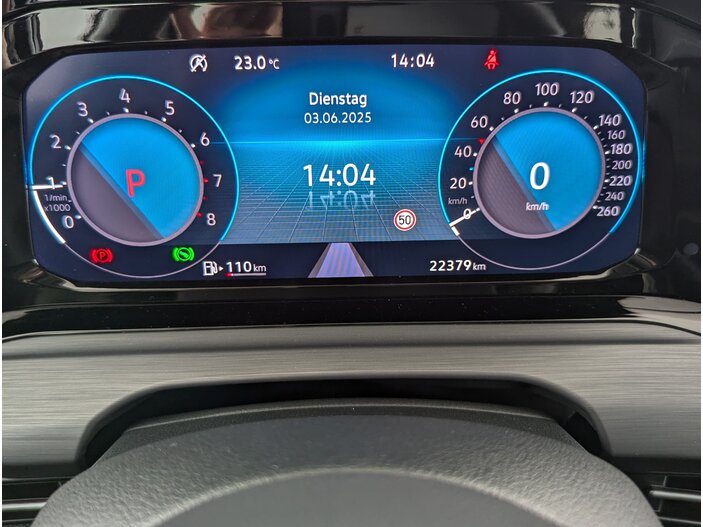 23.0 °C 14:04
Dienstag
03.06.2025
14:04
50
0 1 2 3 4 5 6 7 8
1/min
x1000
P
0 20 40 60 80 100 120 140 160 180 200 220 240 260
km/h
0
km/h
P
110 km
22379 km